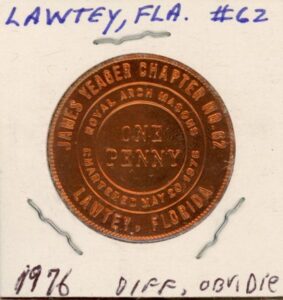 LAWTEY, FLA. #62
JAMES YEAGER CHAPTER NO. 62
ROYAL ARCH MASONS
ONE
PENNY
CHARTERED MAY 20, 1976
LAWTEY, FLORIDA
1976 DIFF, OBV. DIE